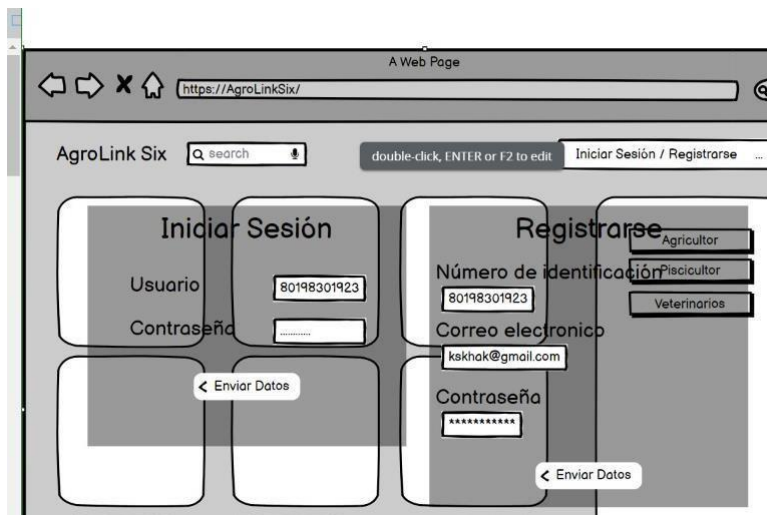 A Web Page
https://AgroLinkSix/
AgroLink Six
search
double-click, ENTER or F2 to edit
Iniciar Sesión / Registrarse ...
Iniciar Sesión
Usuario
80198301923
Contraseña
............
Enviar Datos
Registrarse
Agricultor
Piscicultor
Veterinarios
Número de identificación
80198301923
Correo electronico
kskhak@gmail.com
Contraseña
***********
Enviar Datos